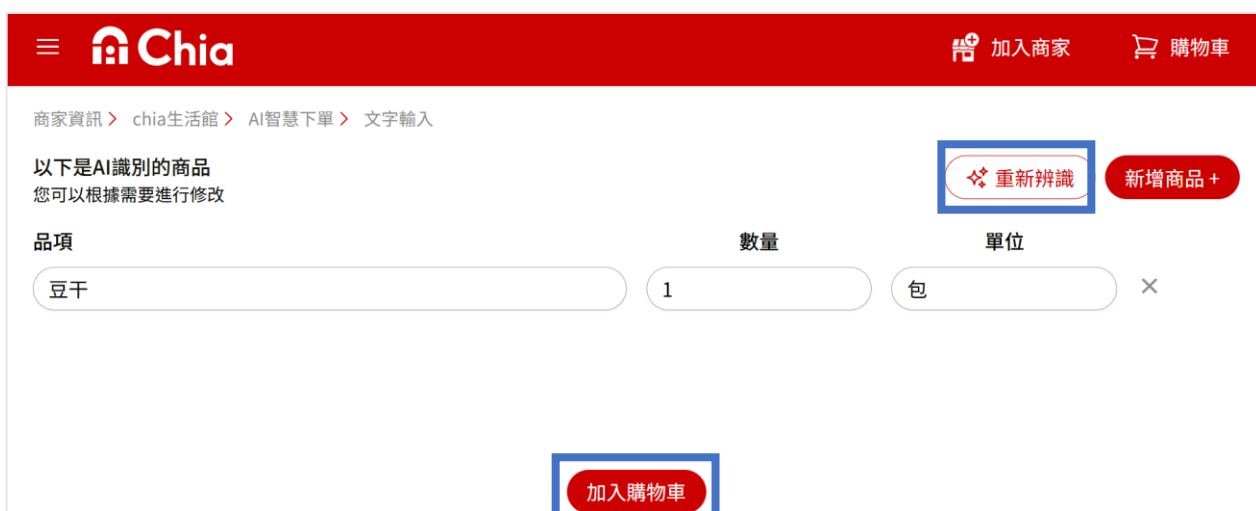 Chia 加入商家 購物車
商家資訊 > chia生活館 > AI智慧下單 > 文字輸入
以下是AI識別的商品
您可以根據需要進行修改
重新辨識 新增商品 +
品項 數量 單位
豆干 1 包 ×
加入購物車